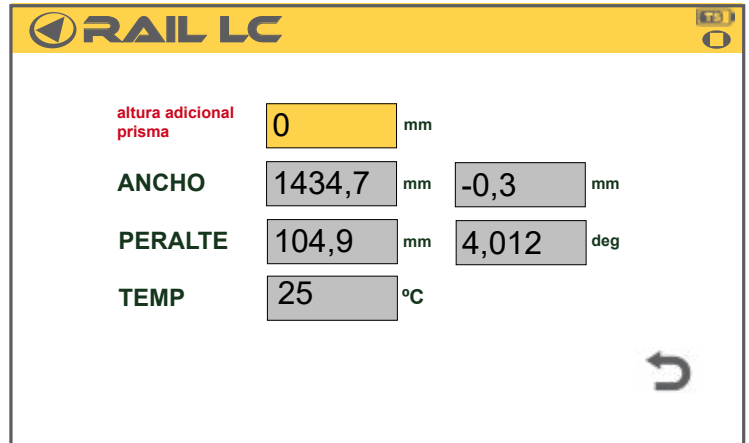 RAIL LC
altura adicional
prisma
0 mm
ANCHO 1434,7 mm -0,3 mm
PERALTE 104,9 mm 4,012 deg
TEMP 25 ºC